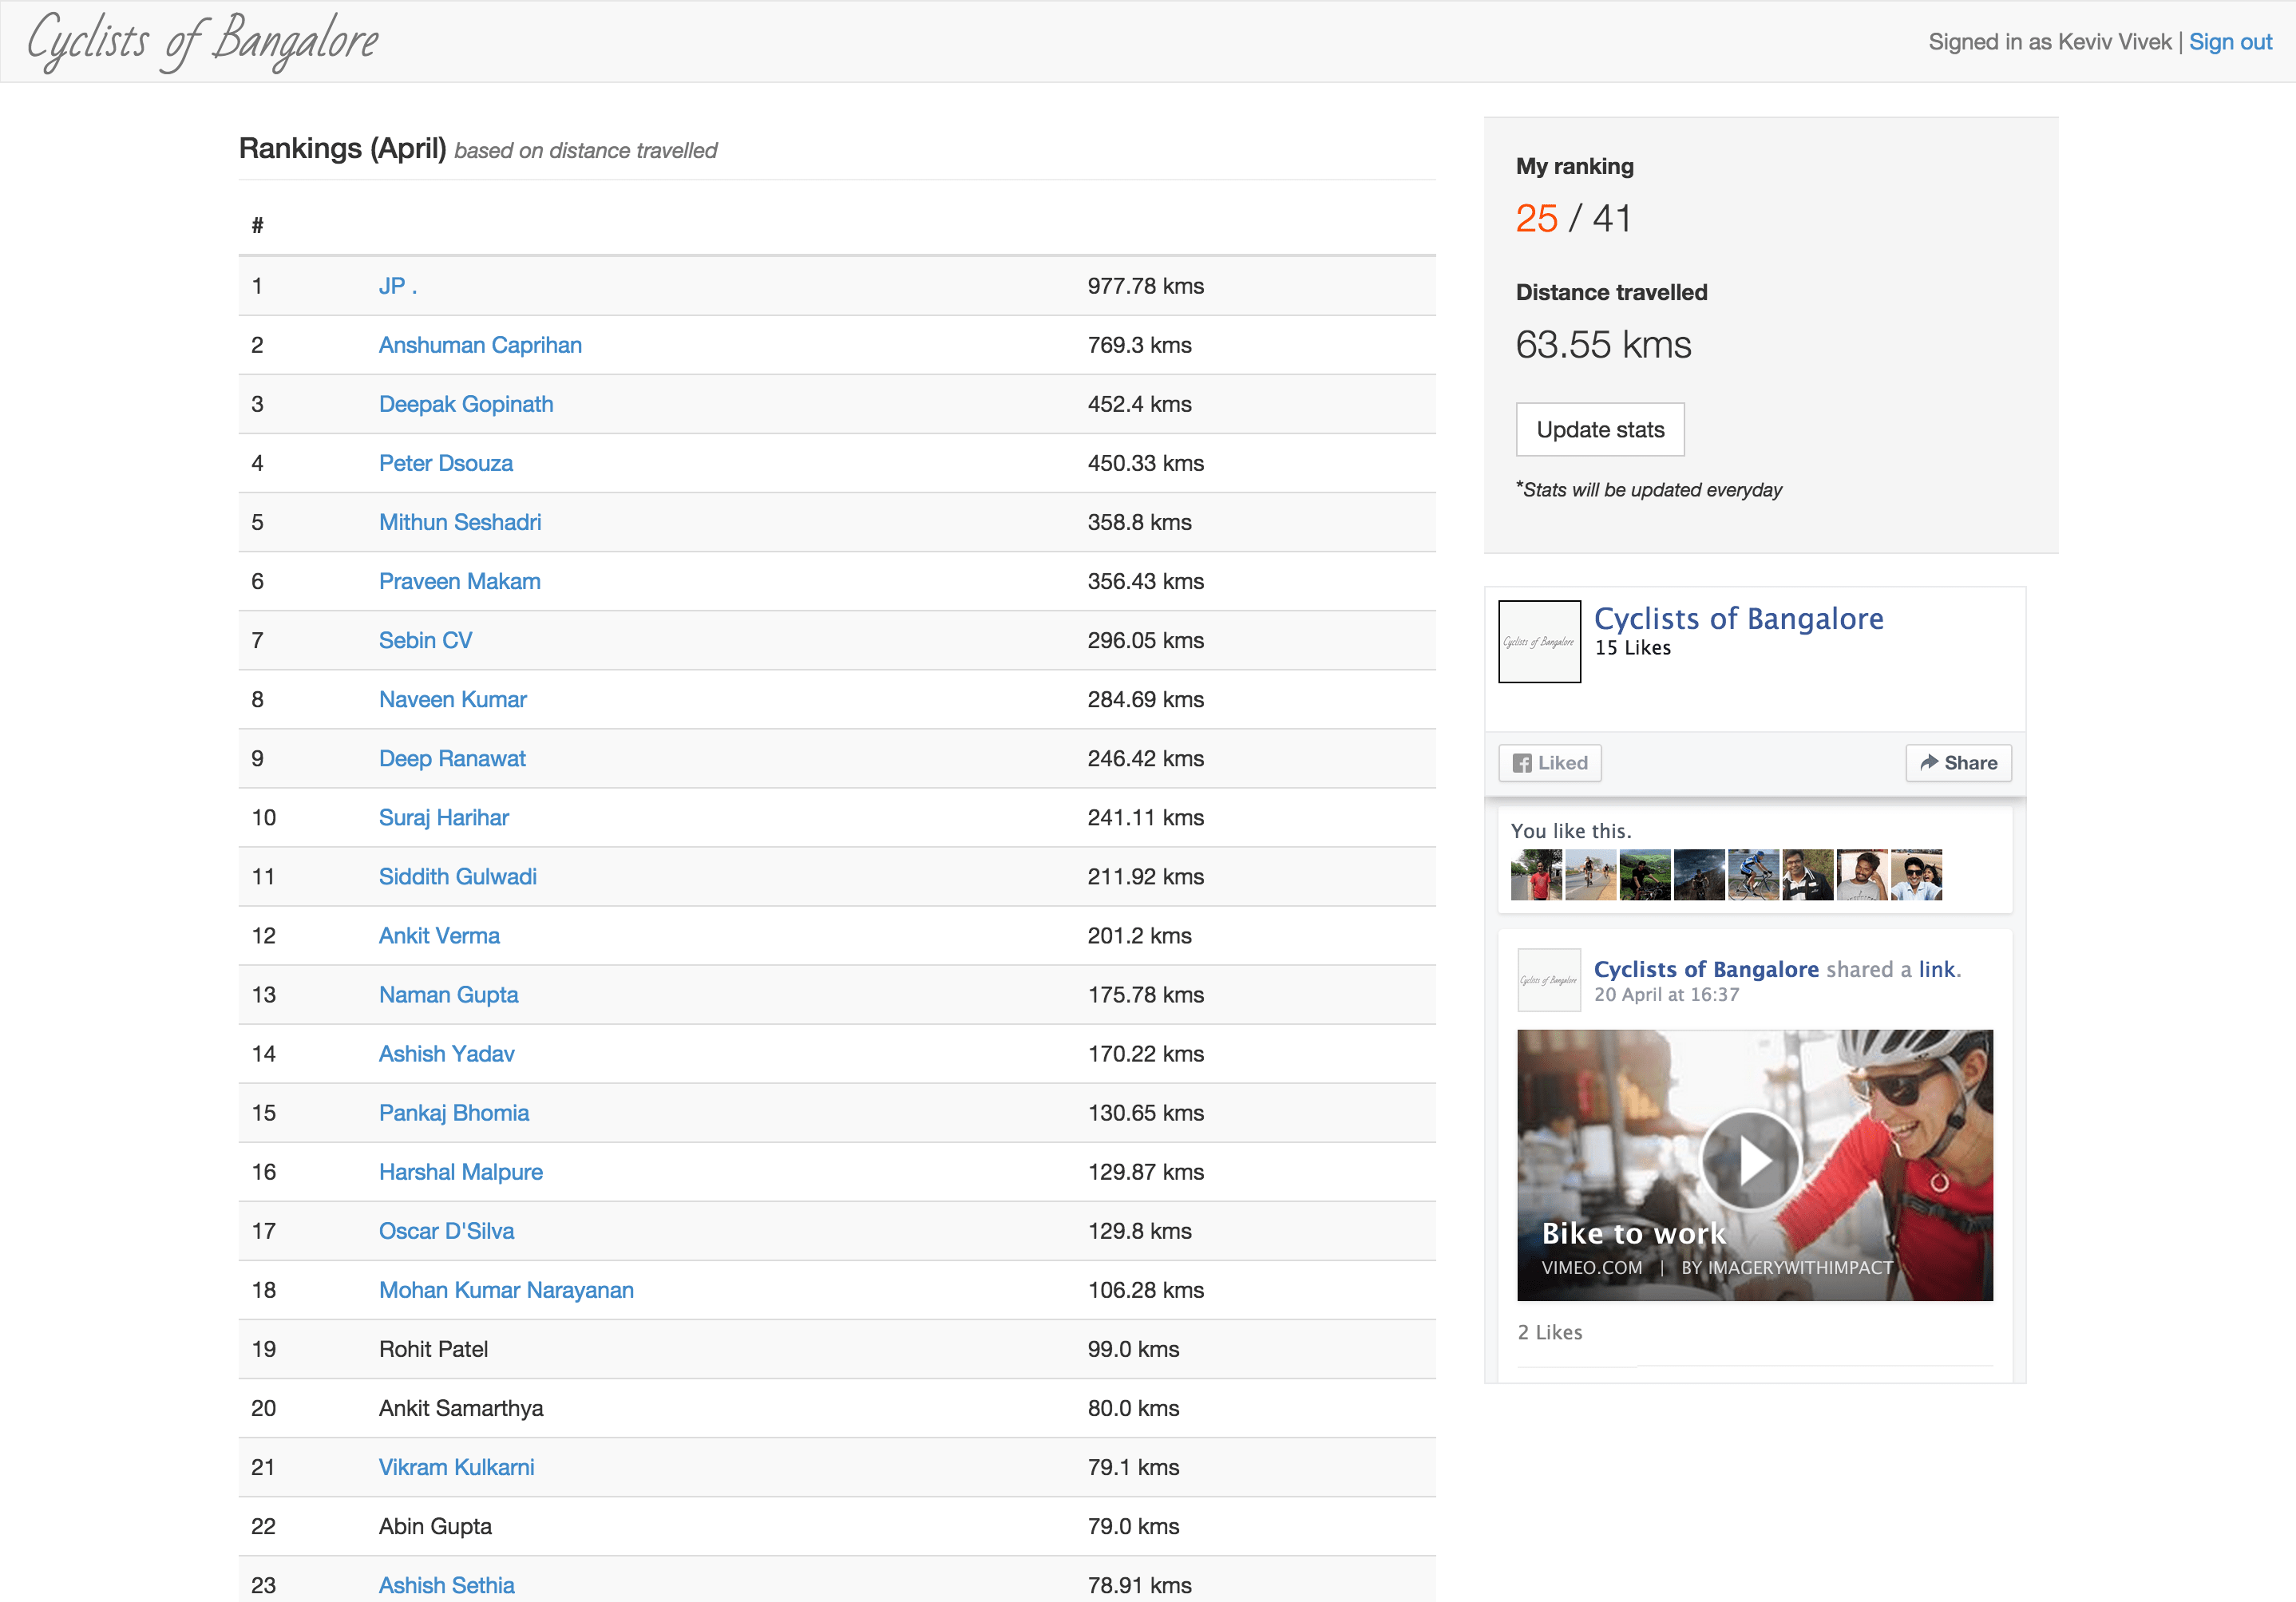 Cyclists of Bangalore
Signed in as Keviv Vivek | Sign out
Rankings (April) based on distance travelled
#
1 JP . 977.78 kms
2 Anshuman Caprihan 769.3 kms
3 Deepak Gopinath 452.4 kms
4 Peter Dsouza 450.33 kms
5 Mithun Seshadri 358.8 kms
6 Praveen Makam 356.43 kms
7 Sebin CV 296.05 kms
8 Naveen Kumar 284.69 kms
9 Deep Ranawat 246.42 kms
10 Suraj Harihar 241.11 kms
11 Siddith Gulwadi 211.92 kms
12 Ankit Verma 201.2 kms
13 Naman Gupta 175.78 kms
14 Ashish Yadav 170.22 kms
15 Pankaj Bhomia 130.65 kms
16 Harshal Malpure 129.87 kms
17 Oscar D'Silva 129.8 kms
18 Mohan Kumar Narayanan 106.28 kms
19 Rohit Patel 99.0 kms
20 Ankit Samarthya 80.0 kms
21 Vikram Kulkarni 79.1 kms
22 Abin Gupta 79.0 kms
23 Ashish Sethia 78.91 kms
My ranking
25 / 41
Distance travelled
63.55 kms
Update stats
*Stats will be updated everyday
Cyclists of Bangalore
Cyclists of Bangalore
15 Likes
Liked
Share
You like this.
Cyclists of Bangalore
Cyclists of Bangalore shared a link.
20 April at 16:37
Bike to work
VIMEO.COM | BY IMAGERYWITHIMPACT
2 Likes